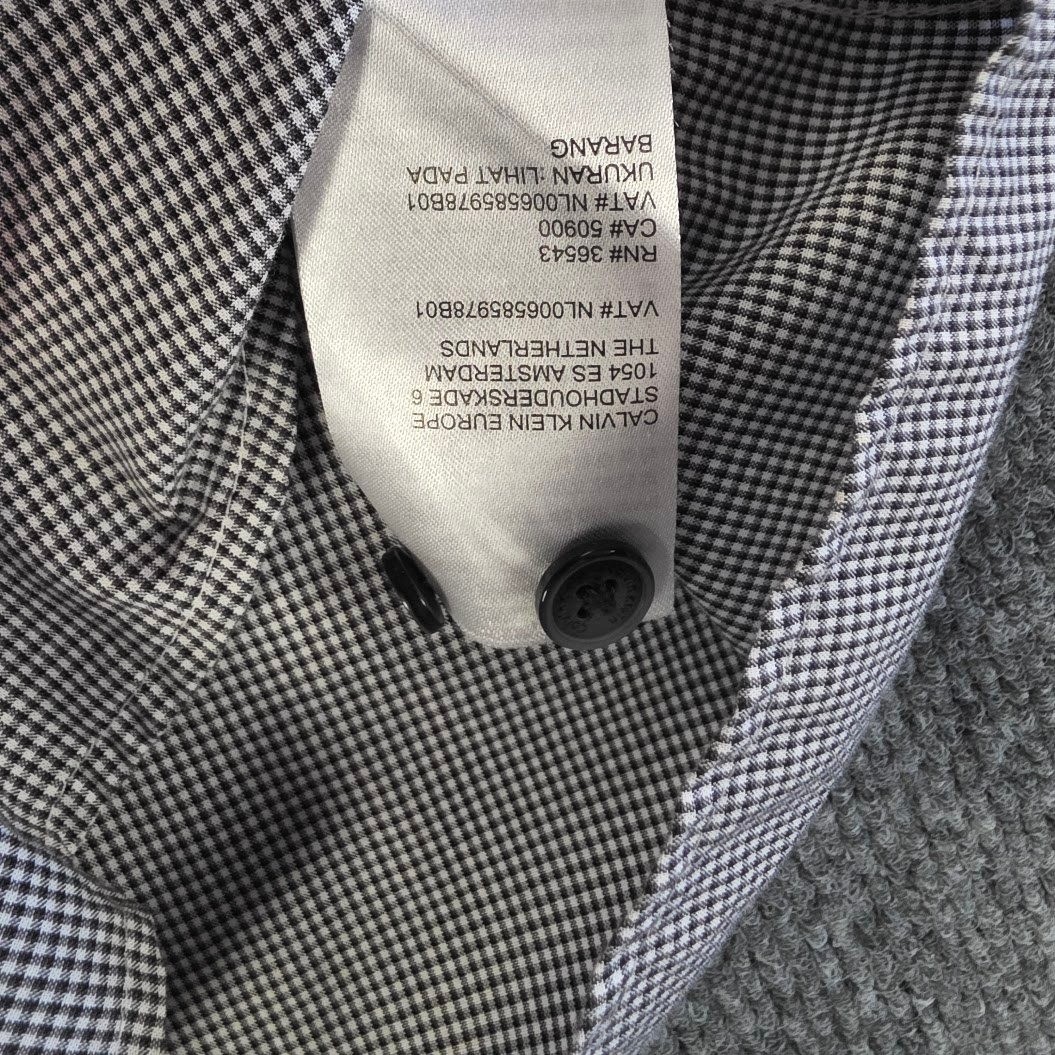 CALVIN KLEIN EUROPE
STADHOUDERSKADE 6
1054 ES AMSTERDAM
THE NETHERLANDS
VAT# NL006585978B01
RN# 36543
CA# 50900
VAT# NL006585978B01
UKURAN :LIHAT PADA
BARANG